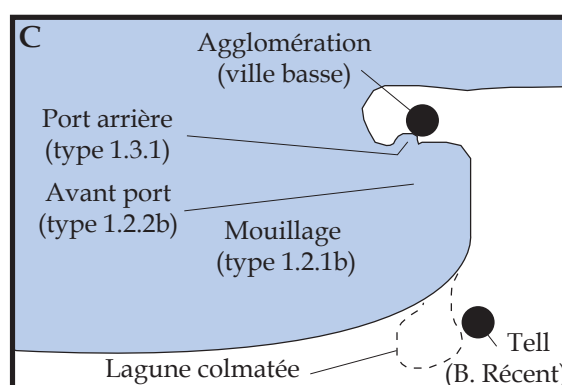 C
Agglomération
(ville basse)
Port arrière
(type 1.3.1)
Avant port
(type 1.2.2b)
Mouillage
(type 1.2.1b)
Lagune colmatée
Tell
(B. Récent)